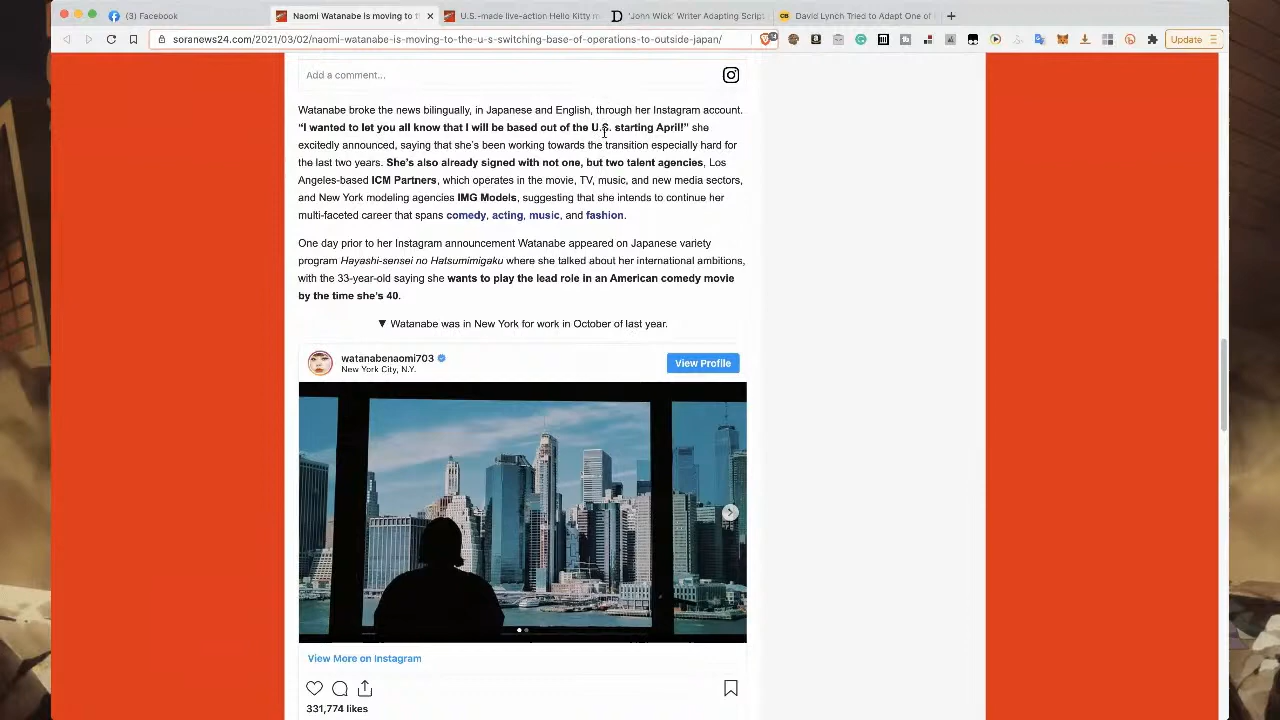 (3) Facebook
Naomi Watanabe is moving to t
U.S.-made live-action Hello Kitty m
'John Wick' Writer Adapting Script
David Lynch Tried to Adapt One of
soranews24.com/2021/03/02/naomi-watanabe-is-moving-to-the-u-s-switching-base-of-operations-to-outside-japan/
Update
Add a comment...
Watanabe broke the news bilingually, in Japanese and English, through her Instagram account.
“I wanted to let you all know that I will be based out of the U.S. starting April!” she
excitedly announced, saying that she’s been working towards the transition especially hard for
the last two years. She’s also already signed with not one, but two talent agencies, Los
Angeles-based ICM Partners, which operates in the movie, TV, music, and new media sectors,
and New York modeling agencies IMG Models, suggesting that she intends to continue her
multi-faceted career that spans comedy, acting, music, and fashion.
One day prior to her Instagram announcement Watanabe appeared on Japanese variety
program Hayashi-sensei no Hatsumimigaku where she talked about her international ambitions,
with the 33-year-old saying she wants to play the lead role in an American comedy movie
by the time she’s 40.
▼ Watanabe was in New York for work in October of last year.
watanabenaomi703
New York City, N.Y.
View Profile
View More on Instagram
331,774 likes